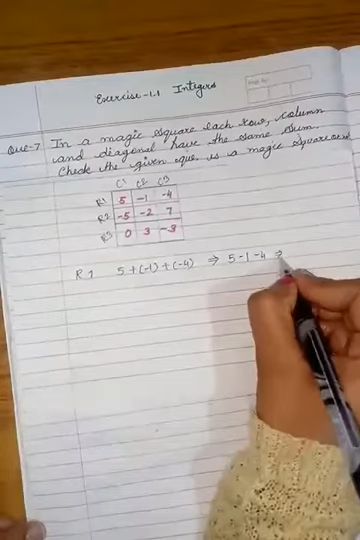 Exercise-1.1 Integers
Que-7 In a magic square each row, column
and diagonal have the same sum.
Check the given que is a magic square or
C1 C2 C3
R1 5 -1 -4
R2 -5 -2 7
R3 0 3 -3
R1 5+(-1)+(-4) ⇒ 5-1-4 ⇒